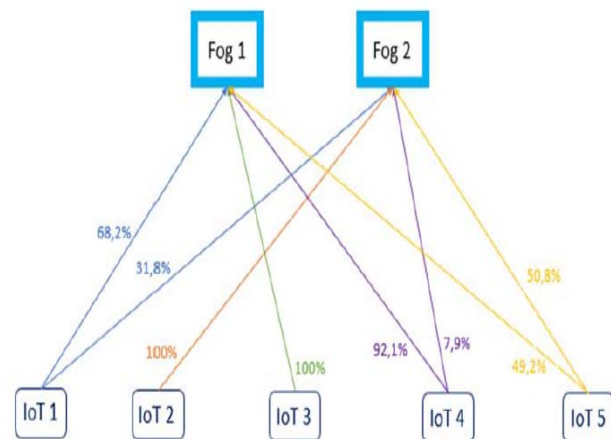 Fog 1
Fog 2
68,2%
31,8%
50,8%
100%
100%
92,1%
7,9%
49,2%
IoT 1
IoT 2
IoT 3
IoT 4
IoT 5